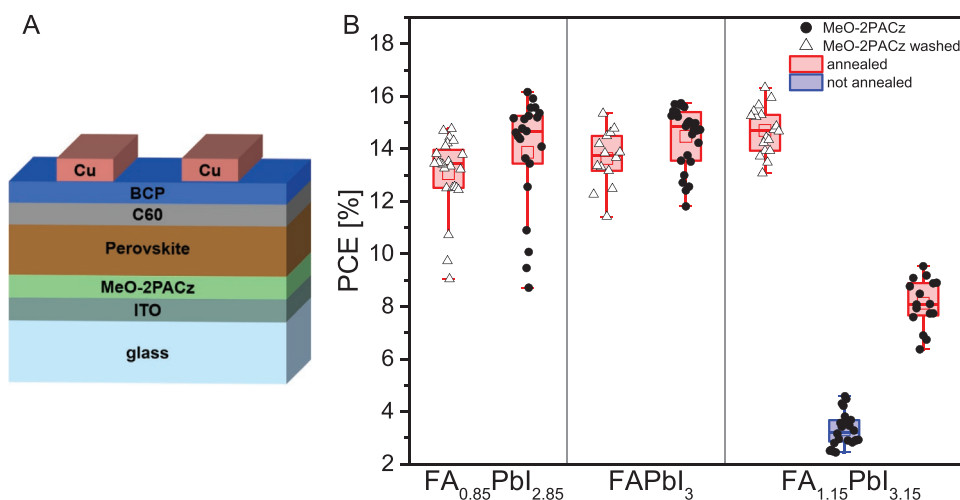 A
Cu Cu
BCP
C60
Perovskite
MeO-2PACz
ITO
glass
B
MeO-2PACz
MeO-2PACz washed
annealed
not annealed
PCE [%]
18
16
14
12
10
8
6
4
2
FA0.85PbI2.85 FAPbI3 FA1.15PbI3.15